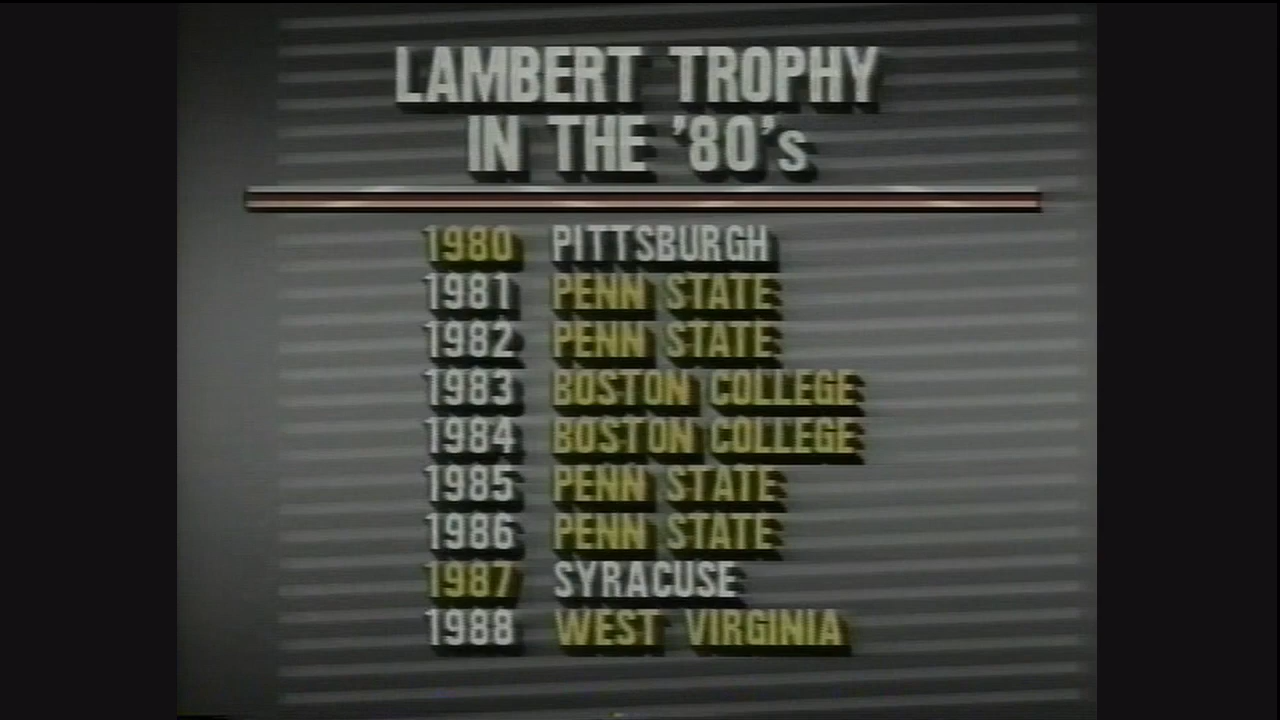 LAMBERT TROPHY
IN THE '80's
1980 PITTSBURGH
1981 PENN STATE
1982 PENN STATE
1983 BOSTON COLLEGE
1984 BOSTON COLLEGE
1985 PENN STATE
1986 PENN STATE
1987 SYRACUSE
1988 WEST VIRGINIA